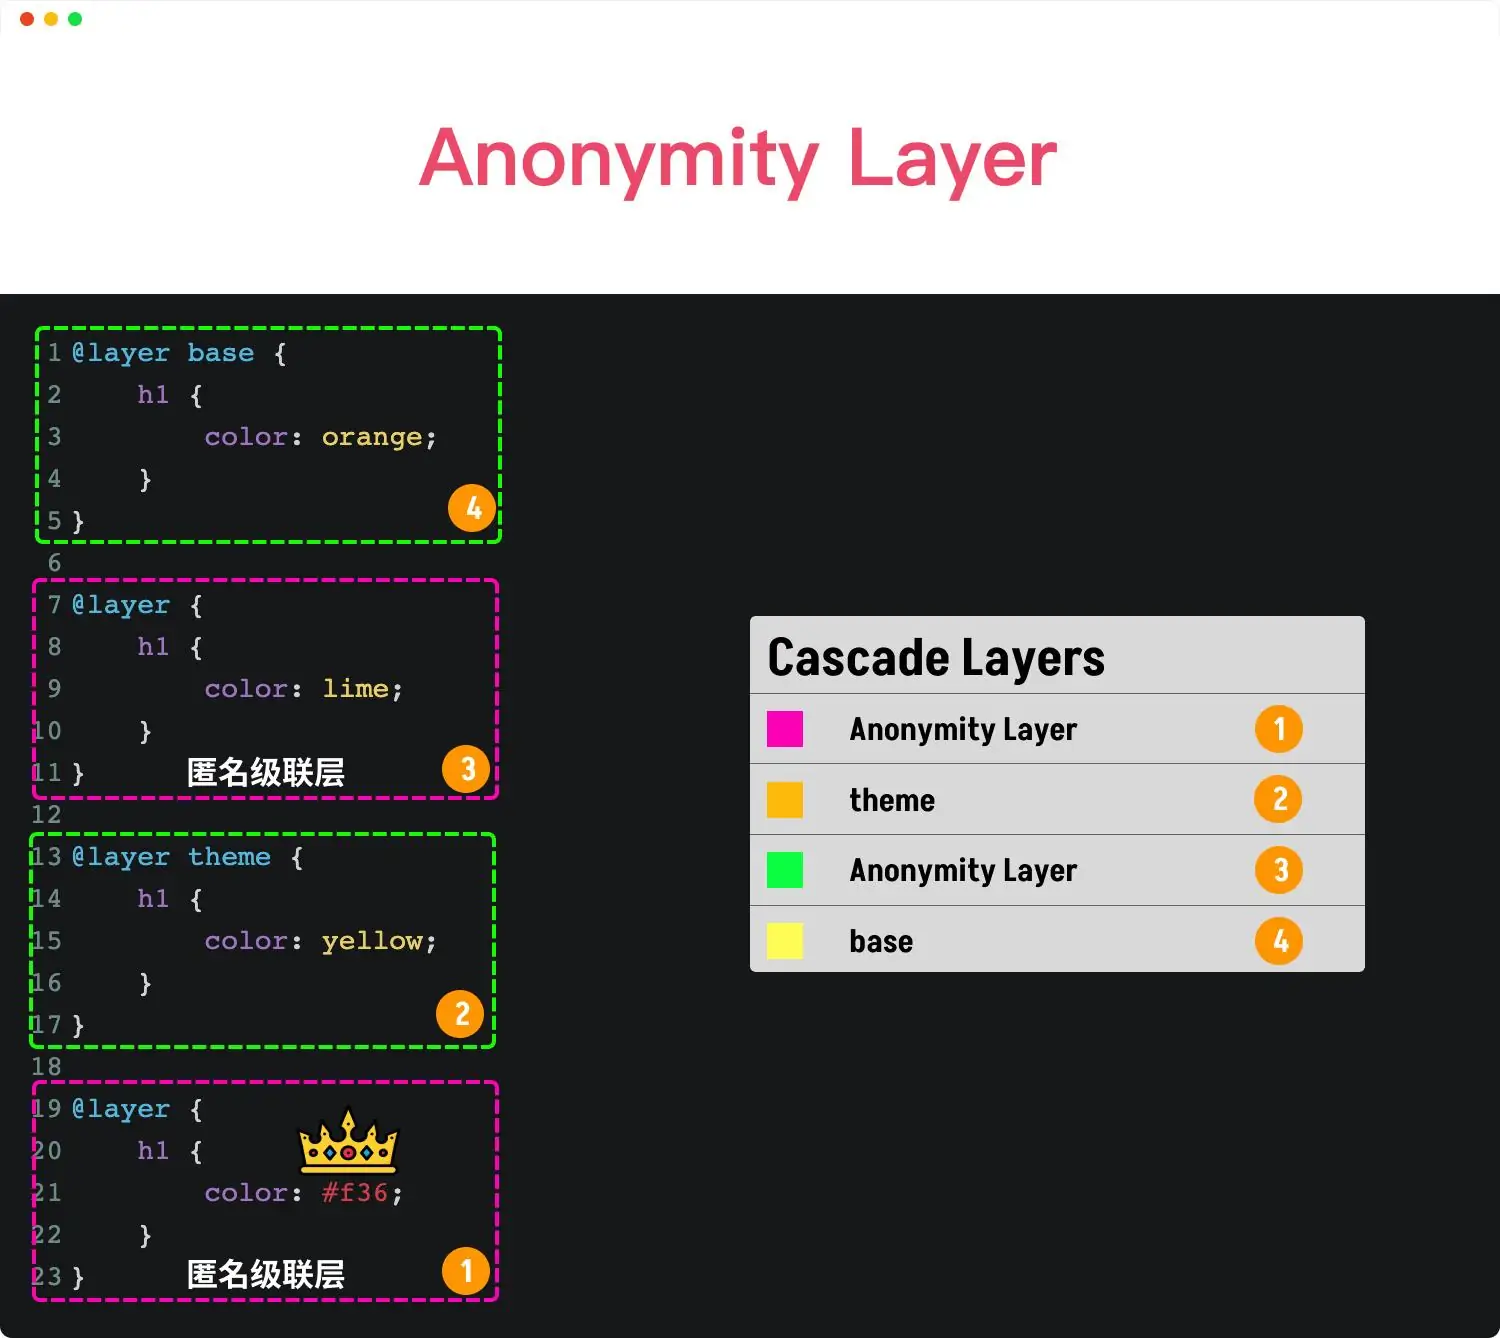 Anonymity Layer
1 @layer base {
2 h1 {
3 color: orange;
4 }
5 }
4
6
7 @layer {
8 h1 {
9 color: lime;
10 }
11 } 匿名级联层
3
12
13 @layer theme {
14 h1 {
15 color: yellow;
16 }
17 }
2
18
19 @layer {
20 h1 {
21 color: #f36;
22 }
23 } 匿名级联层
1
Cascade Layers
Anonymity Layer 1
theme 2
Anonymity Layer 3
base 4